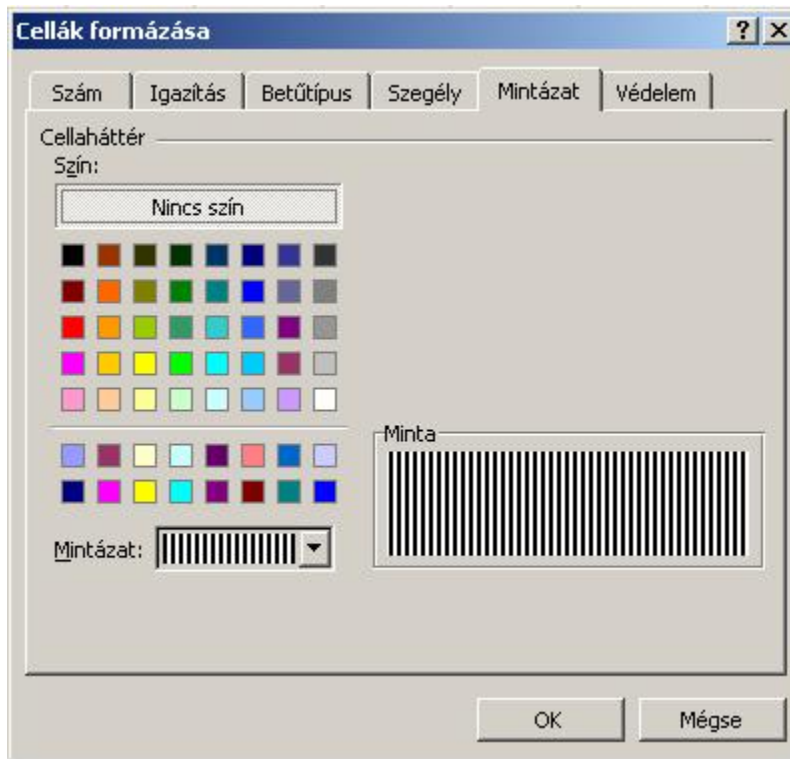 Cellák formázása
Szám Igazítás Betűtípus Szegély Mintázat Védelem
Cellaháttér
Szín:
Nincs szín
Minta
Mintázat:
OK Mégse